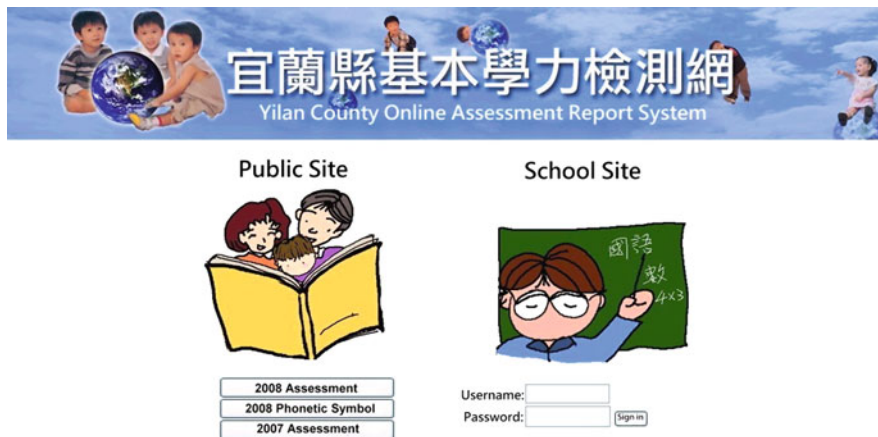 宜蘭縣基本學力檢測網
Yilan County Online Assessment Report System
Public Site
School Site
國語
數
4×3
2008 Assessment
2008 Phonetic Symbol
2007 Assessment
Username:
Password:
Sign in